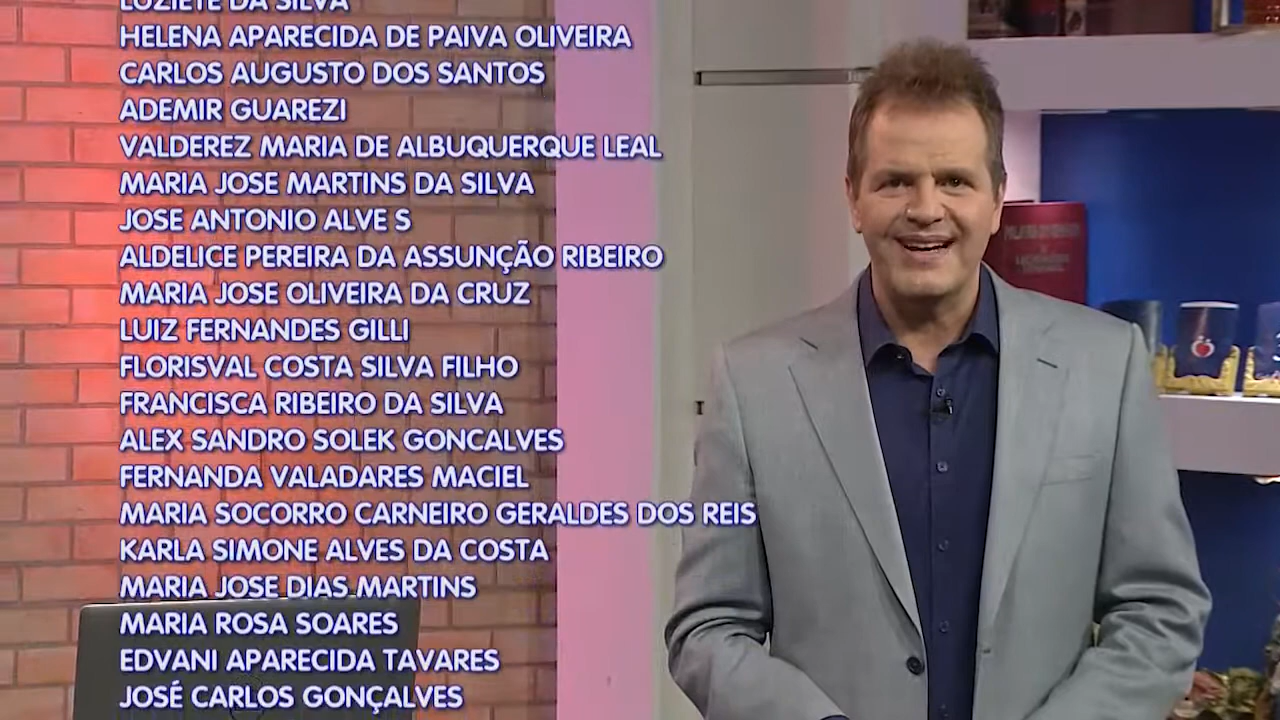 LUZIETE DA SILVA
HELENA APARECIDA DE PAIVA OLIVEIRA
CARLOS AUGUSTO DOS SANTOS
ADEMIR GUAREZI
VALDEREZ MARIA DE ALBUQUERQUE LEAL
MARIA JOSE MARTINS DA SILVA
JOSE ANTONIO ALVE S
ALDELICE PEREIRA DA ASSUNÇÃO RIBEIRO
MARIA JOSE OLIVEIRA DA CRUZ
LUIZ FERNANDES GILLI
FLORISVAL COSTA SILVA FILHO
FRANCISCA RIBEIRO DA SILVA
ALEX SANDRO SOLEK GONCALVES
FERNANDA VALADARES MACIEL
MARIA SOCORRO CARNEIRO GERALDES DOS REIS
KARLA SIMONE ALVES DA COSTA
MARIA JOSE DIAS MARTINS
MARIA ROSA SOARES
EDVANI APARECIDA TAVARES
JOSÉ CARLOS GONÇALVES